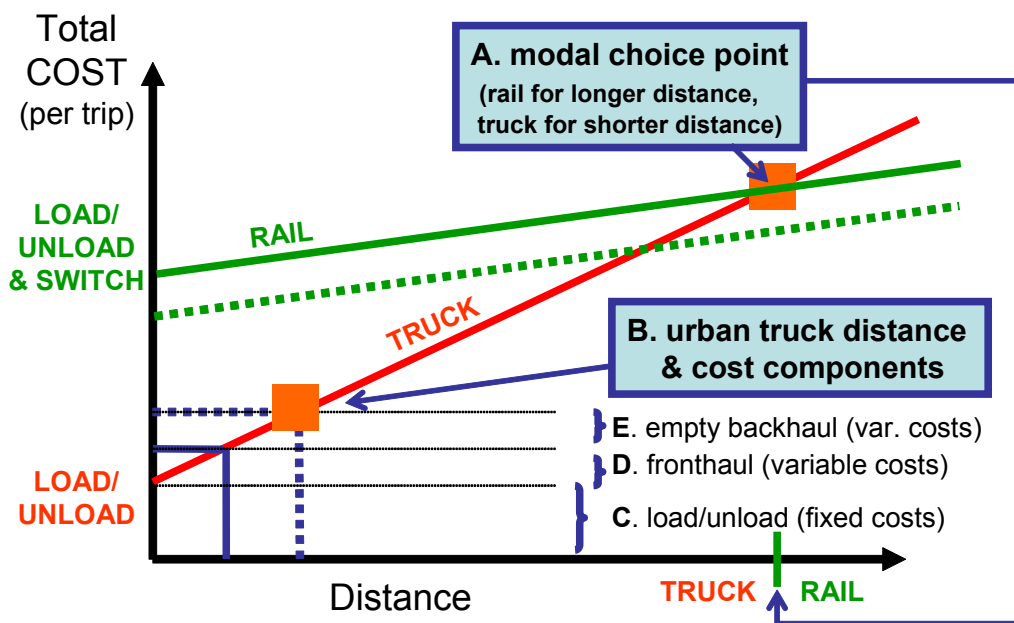 Total
COST
(per trip)
A. modal choice point
(rail for longer distance,
truck for shorter distance)
LOAD/
UNLOAD
& SWITCH
RAIL
TRUCK
B. urban truck distance
& cost components
E. empty backhaul (var. costs)
D. fronthaul (variable costs)
C. load/unload (fixed costs)
LOAD/
UNLOAD
Distance
TRUCK
RAIL